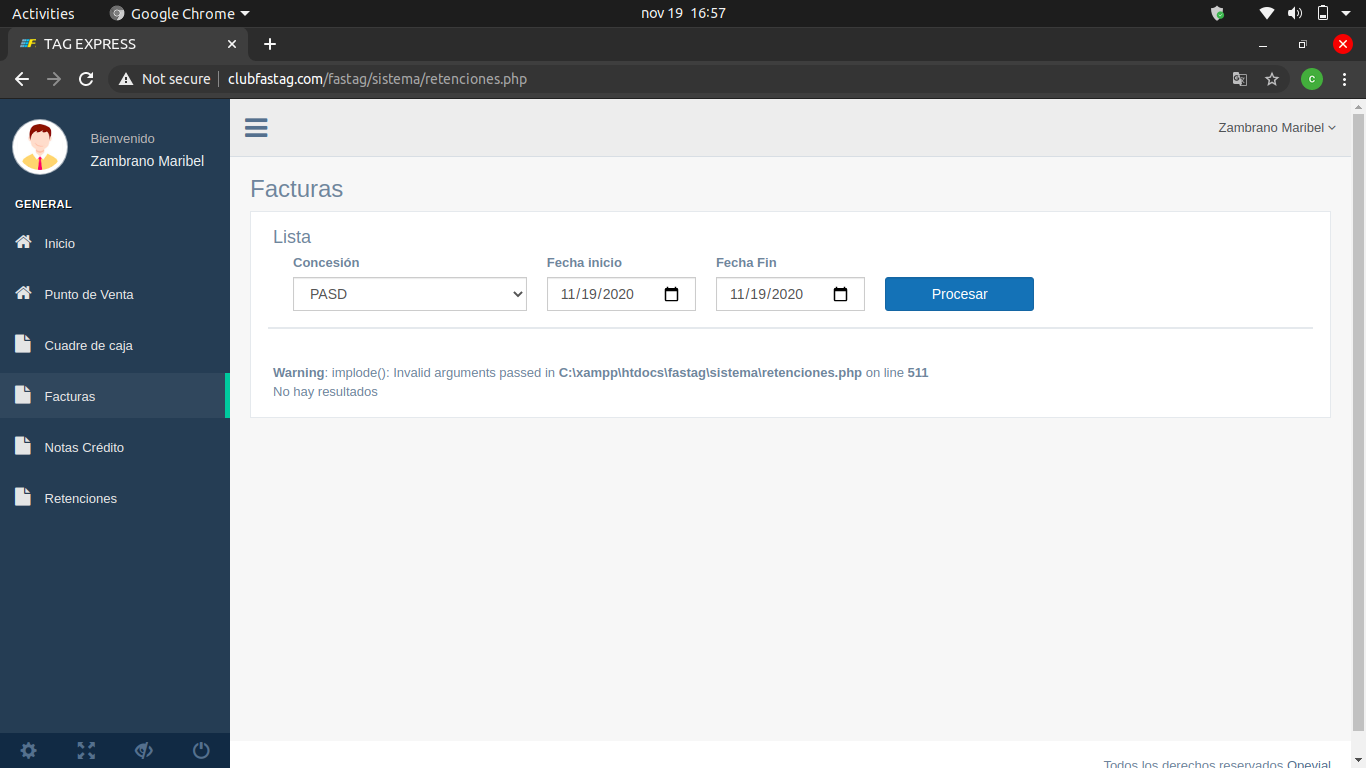 Activities
Google Chrome
nov 19 16:57
TAG EXPRESS
Not secure
clubfastag.com/fastag/sistema/retenciones.php
c
Bienvenido
Zambrano Maribel
GENERAL
Inicio
Punto de Venta
Cuadre de caja
Facturas
Notas Crédito
Retenciones
Zambrano Maribel
Facturas
Lista
Concesión
Fecha inicio
Fecha Fin
PASD
11/19/2020
11/19/2020
Procesar
Warning: implode(): Invalid arguments passed in C:\xampp\htdocs\fastag\sistema\retenciones.php on line 511
No hay resultados
Todos los derechos reservados Opevial